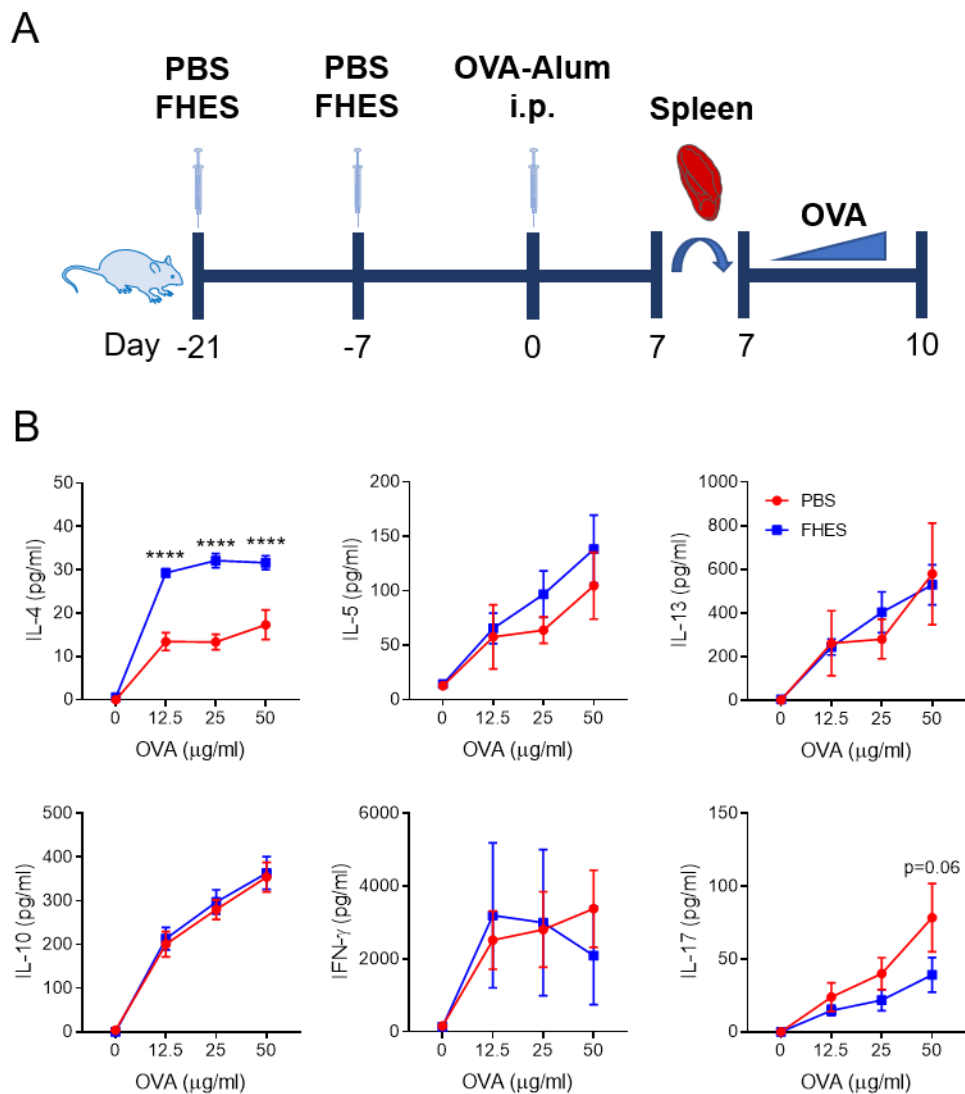 A
PBS
FHES
PBS
FHES
OVA-Alum
i.p.
Spleen
OVA
Day -21 -7 0 7 7 10
B
IL-4 (pg/ml)
50
40
30
20
10
0
**** **** ****
0 12.5 25 50
OVA (μg/ml)
IL-5 (pg/ml)
200
150
100
50
0
0 12.5 25 50
OVA (μg/ml)
IL-13 (pg/ml)
1000
800
600
400
200
0
PBS
FHES
0 12.5 25 50
OVA (μg/ml)
IL-10 (pg/ml)
500
400
300
200
100
0
0 12.5 25 50
OVA (μg/ml)
IFN-γ (pg/ml)
6000
4000
2000
0
0 12.5 25 50
OVA (μg/ml)
IL-17 (pg/ml)
150
100
50
0
p=0.06
0 12.5 25 50
OVA (μg/ml)